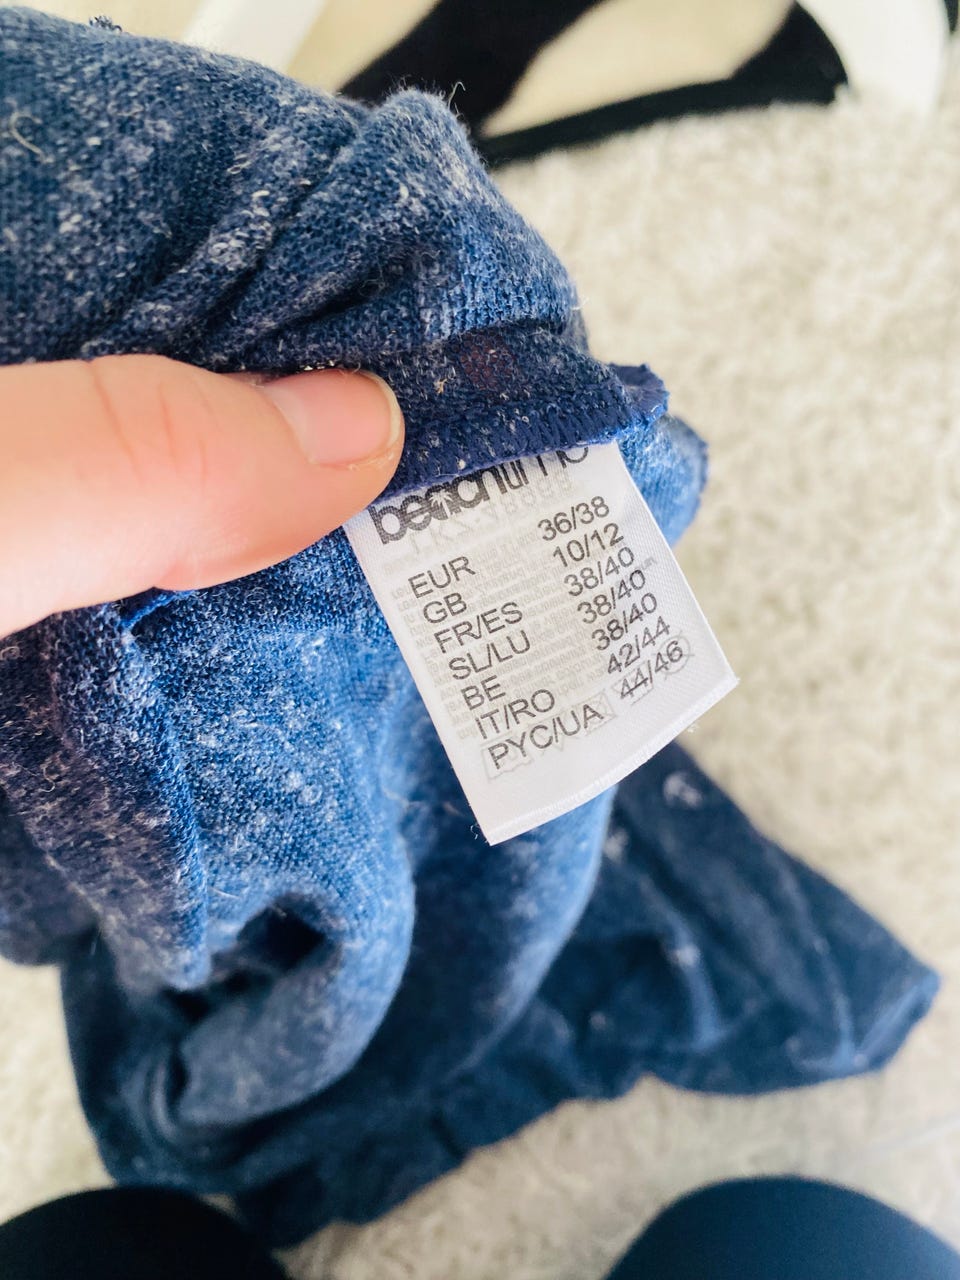 beachtime
EUR 36/38
GB 10/12
FR/ES 38/40
SL/LU 38/40
BE 38/40
IT/RO 42/44
PYC/UA 44/46